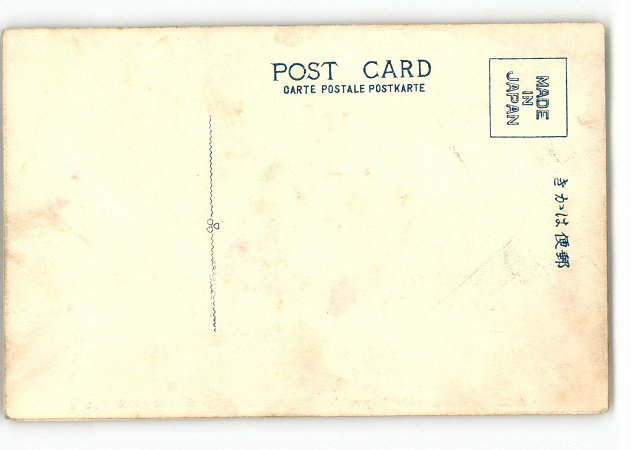 POST CARD
CARTE POSTALE POSTKARTE
MADE
IN
JAPAN
郵便はかき